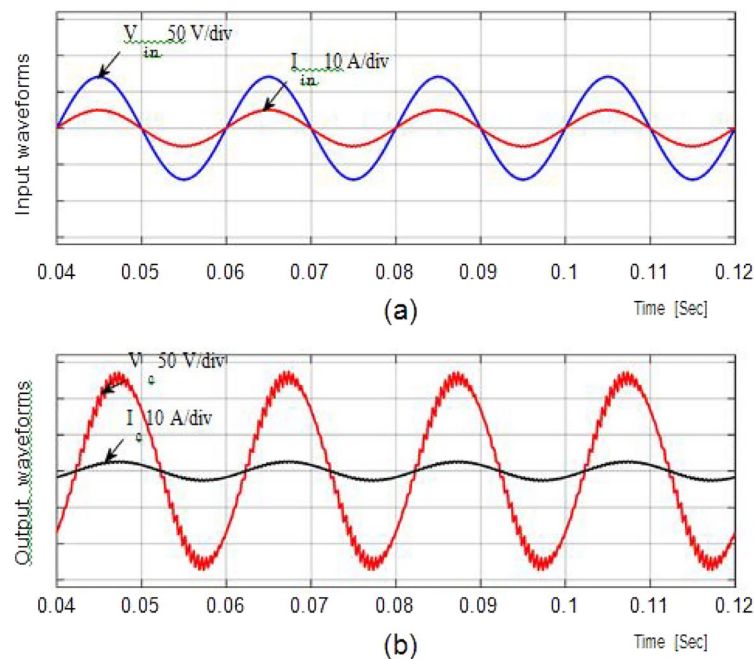 V in 50 V/div
I in 10 A/div
Input waveforms
0.04 0.05 0.06 0.07 0.08 0.09 0.1 0.11 0.12
(a)
Time [Sec]
V o 50 V/div
I o 10 A/div
Output waveforms
0.04 0.05 0.06 0.07 0.08 0.09 0.1 0.11 0.12
(b)
Time [Sec]